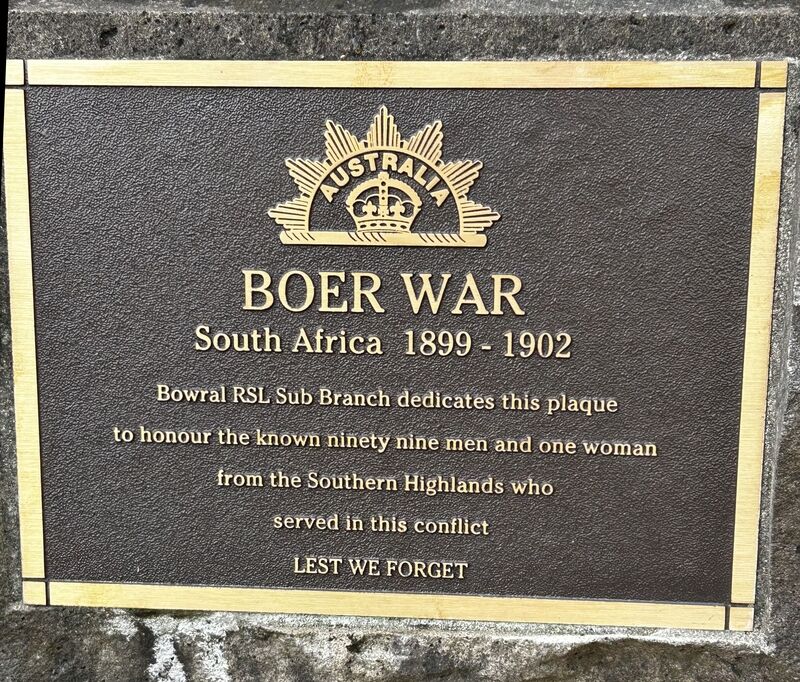 AUSTRALIA
BOER WAR
South Africa 1899 - 1902
Bowral RSL Sub Branch dedicates this plaque
to honour the known ninety nine men and one woman
from the Southern Highlands who
served in this conflict
LEST WE FORGET